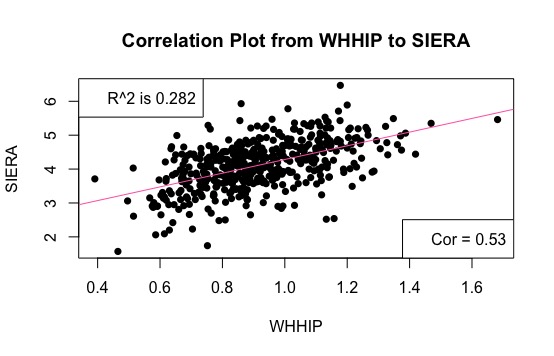 Correlation Plot from WHHIP to SIERA
R^2 is 0.282
SIERA
6
5
4
3
2
Cor = 0.53
0.4 0.6 0.8 1.0 1.2 1.4 1.6
WHHIP